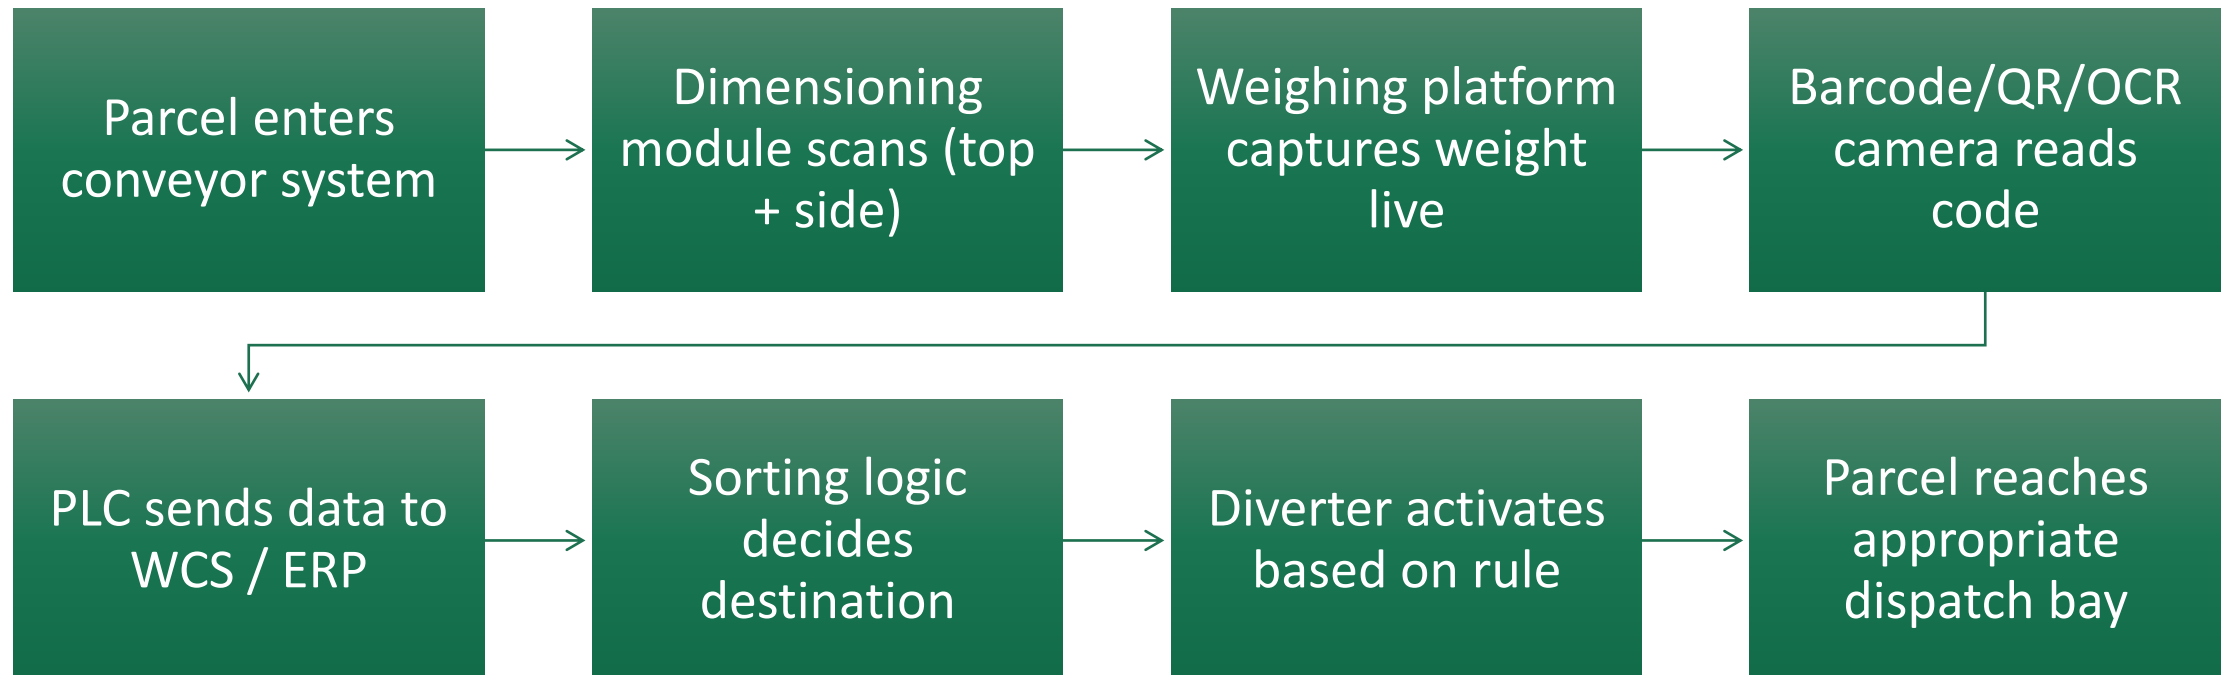 Parcel enters
conveyor system
Dimensioning
module scans (top
+ side)
Weighing platform
captures weight
live
Barcode/QR/OCR
camera reads
code
PLC sends data to
WCS / ERP
Sorting logic
decides
destination
Diverter activates
based on rule
Parcel reaches
appropriate
dispatch bay